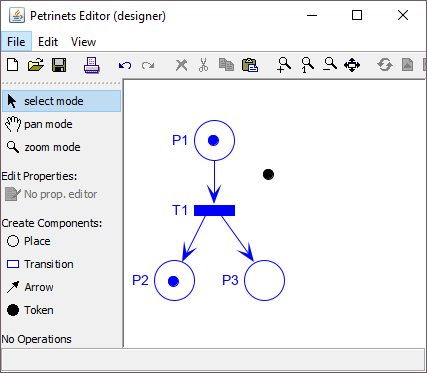 Petrinets Editor (designer)
File Edit View
select mode
pan mode
zoom mode
Edit Properties:
No prop. editor
Create Components:
Place
Transition
Arrow
Token
No Operations
P1
T1
P2 P3